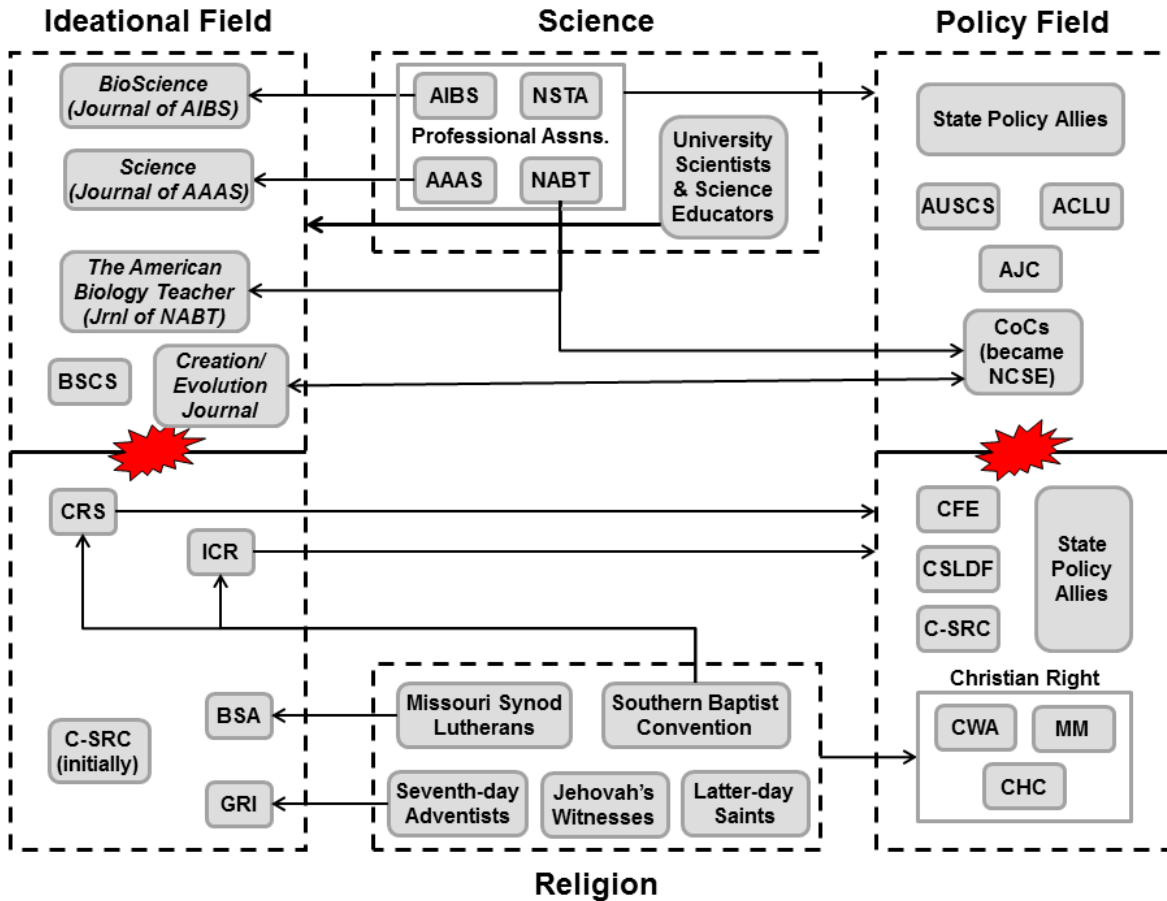 Ideational Field
Science
Policy Field
BioScience
(Journal of AIBS)
Science
(Journal of AAAS)
The American
Biology Teacher
(Jrnl of NABT)
BSCS
Creation/
Evolution
Journal
AIBS
NSTA
Professional Assns.
AAAS
NABT
University
Scientists
& Science
Educators
State Policy Allies
AUSCS
ACLU
AJC
CoCs
(became
NCSE)
CRS
ICR
BSA
C-SRC
(initially)
GRI
Missouri Synod
Lutherans
Southern Baptist
Convention
Seventh-day
Adventists
Jehovah's
Witnesses
Latter-day
Saints
CFE
CSLDF
C-SRC
State
Policy
Allies
Christian Right
CWA
MM
CHC
Religion